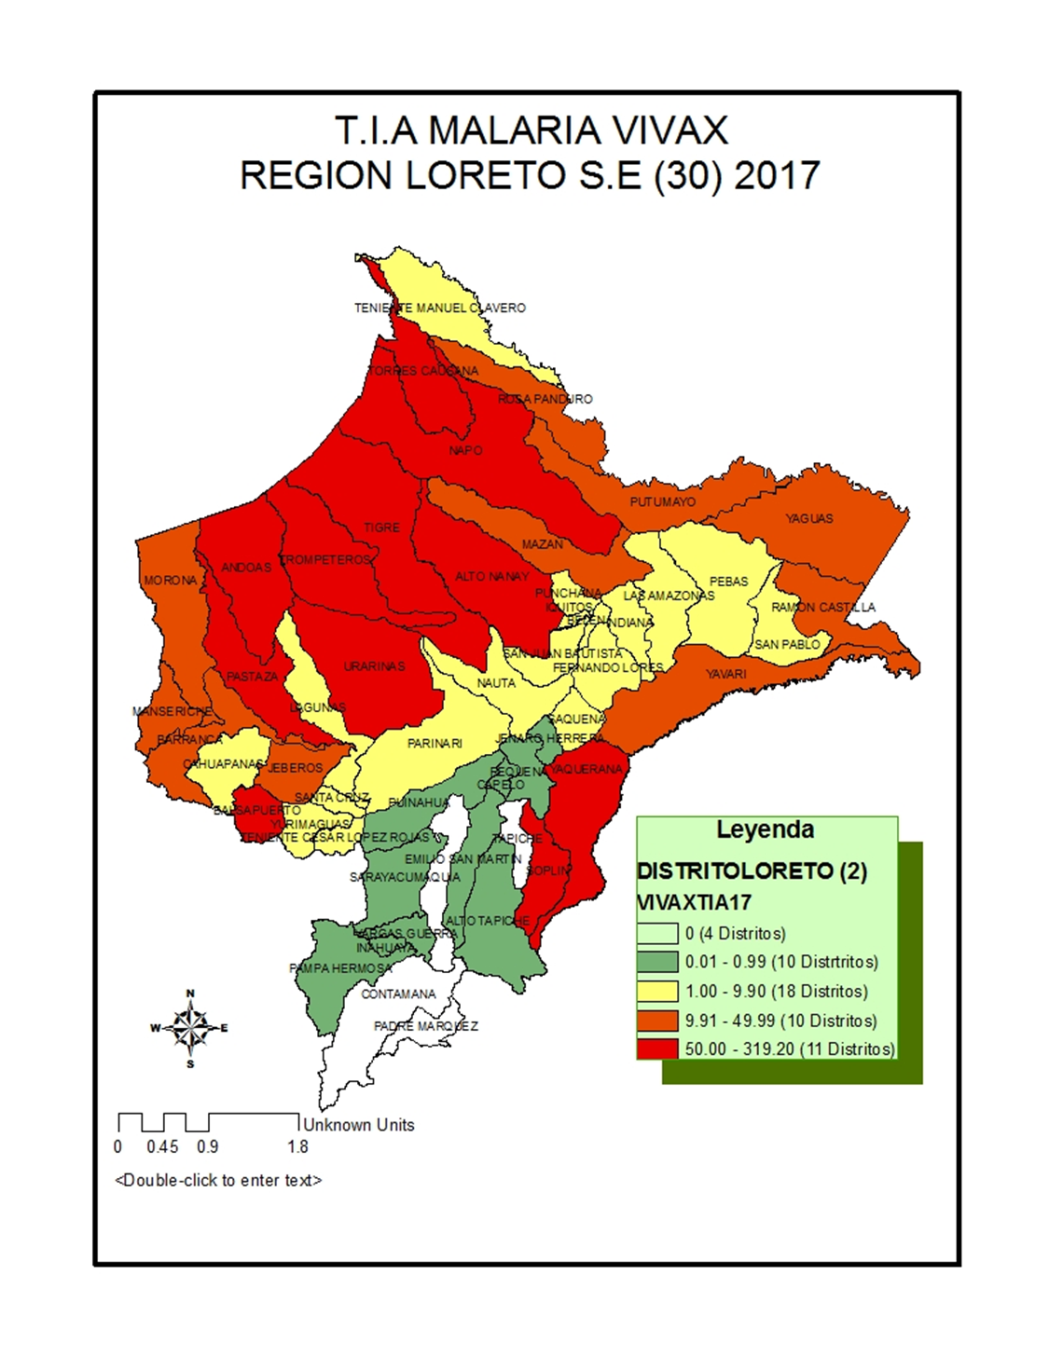 T.I.A MALARIA VIVAX
REGION LORETO S.E (30) 2017
TENIENTE MANUEL CLAVERO
TORRES CAUSANA
ROSA PANDURO
NAPO
PUTUMAYO
YAGUAS
TIGRE
MAZAN
TROMPETEROS
ANDOAS
ALTO NANAY
MORONA
PEBAS
PUNCHANA
LAS AMAZONAS
IQUITOS
RAMON CASTILLA
BELEN
INDIANA
SAN PABLO
SAN JUAN BAUTISTA
FERNANDO LORES
URARINAS
PASTAZA
YAVARI
NAUTA
LAGUNAS
MANSERICHE
SAQUENA
BARRANCA
PARINARI
JENARO HERRERA
CAHUAPANAS
JEBEROS
REQUENA
YAQUERANA
CAPELO
SANTA CRUZ
PUINAHUA
BALSAPUERTO
YURIMAGUAS
TENIENTE CESAR LOPEZ ROJAS
TAPICHE
EMILIO SAN MARTIN
SOPLIN
SARAYACU
MAQUIA
ALTO TAPICHE
VARGAS GUERRA
INAHUAYA
PAMPA HERMOSA
CONTAMANA
PADRE MARQUEZ
Leyenda
DISTRITOLORETO (2)
VIVAXTIA17
0 (4 Distritos)
0.01 - 0.99 (10 Distrtritos)
1.00 - 9.90 (18 Distritos)
9.91 - 49.99 (10 Distritos)
50.00 - 319.20 (11 Distritos)
N
W
E
S
Unknown Units
0 0.45 0.9 1.8
<Double-click to enter text>